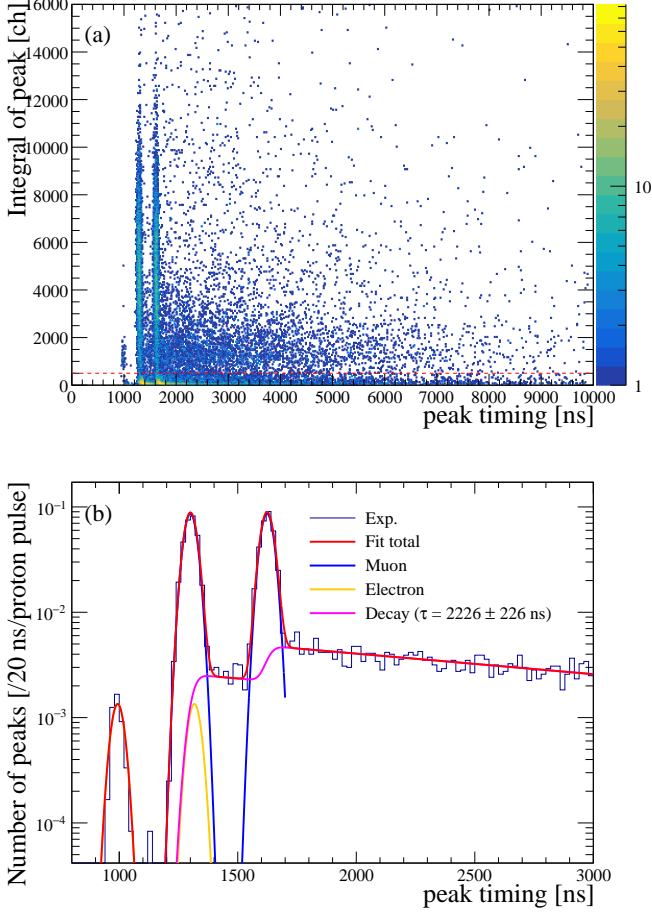 16000
14000
12000
10000
8000
6000
4000
2000
0
Integral of peak [ch]
(a)
10
1
0 1000 2000 3000 4000 5000 6000 7000 8000 9000 10000
peak timing [ns]
Number of peaks [/20 ns/proton pulse]
(b)
10⁻¹
10⁻²
10⁻³
10⁻⁴
Exp.
Fit total
Muon
Electron
Decay (τ = 2226 ± 226 ns)
1000 1500 2000 2500 3000
peak timing [ns]